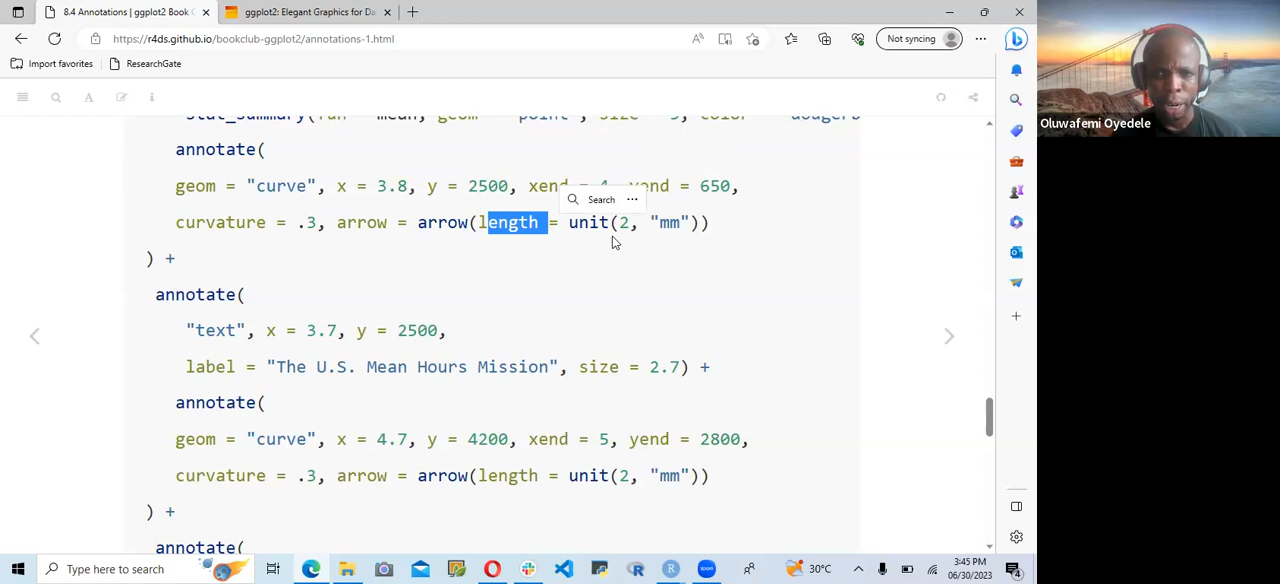 8.4 Annotations | ggplot2 Book C
ggplot2: Elegant Graphics for Da
https://r4ds.github.io/bookclub-ggplot2/annotations-1.html
Not syncing
Import favorites
ResearchGate
Oluwafemi Oyedele
annotate(
geom = "curve", x = 3.8, y = 2500, xend = 4, yend = 650,
Search
curvature = .3, arrow = arrow(length = unit(2, "mm"))
) +
annotate(
"text", x = 3.7, y = 2500,
label = "The U.S. Mean Hours Mission", size = 2.7) +
annotate(
geom = "curve", x = 4.7, y = 4200, xend = 5, yend = 2800,
curvature = .3, arrow = arrow(length = unit(2, "mm"))
) +
annotate(
Type here to search
30°C
3:45 PM
06/30/2023